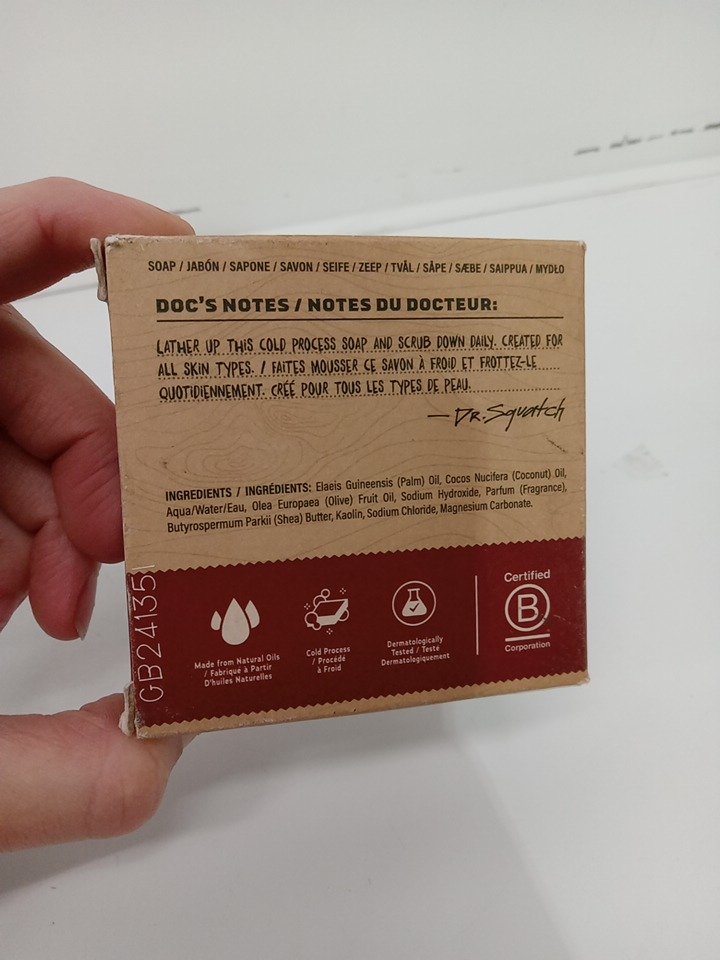 SOAP / JABÓN / SAPONE / SAVON / SEIFE / ZEEP / TVÅL / SÅPE / SÆBE / SAIPPUA / MYDŁO
DOC'S NOTES / NOTES DU DOCTEUR:
LATHER UP THIS COLD PROCESS SOAP AND SCRUB DOWN DAILY. CREATED FOR
ALL SKIN TYPES. / FAITES MOUSSER CE SAVON À FROID ET FROTTEZ-LE
QUOTIDIENNEMENT. CRÉÉ POUR TOUS LES TYPES DE PEAU.
— DR. Squatch
INGREDIENTS / INGRÉDIENTS: Elaeis Guineensis (Palm) Oil, Cocos Nucifera (Coconut) Oil,
Aqua/Water/Eau, Olea Europaea (Olive) Fruit Oil, Sodium Hydroxide, Parfum (Fragrance),
Butyrospermum Parkii (Shea) Butter, Kaolin, Sodium Chloride, Magnesium Carbonate.
GB241351
Made from Natural Oils
/ Fabriqué à Partir
D'huiles Naturelles
Cold Process
/ Procédé
à Froid
Dermatologically
Tested / Testé
Dermatologiquement
Certified
B
Corporation